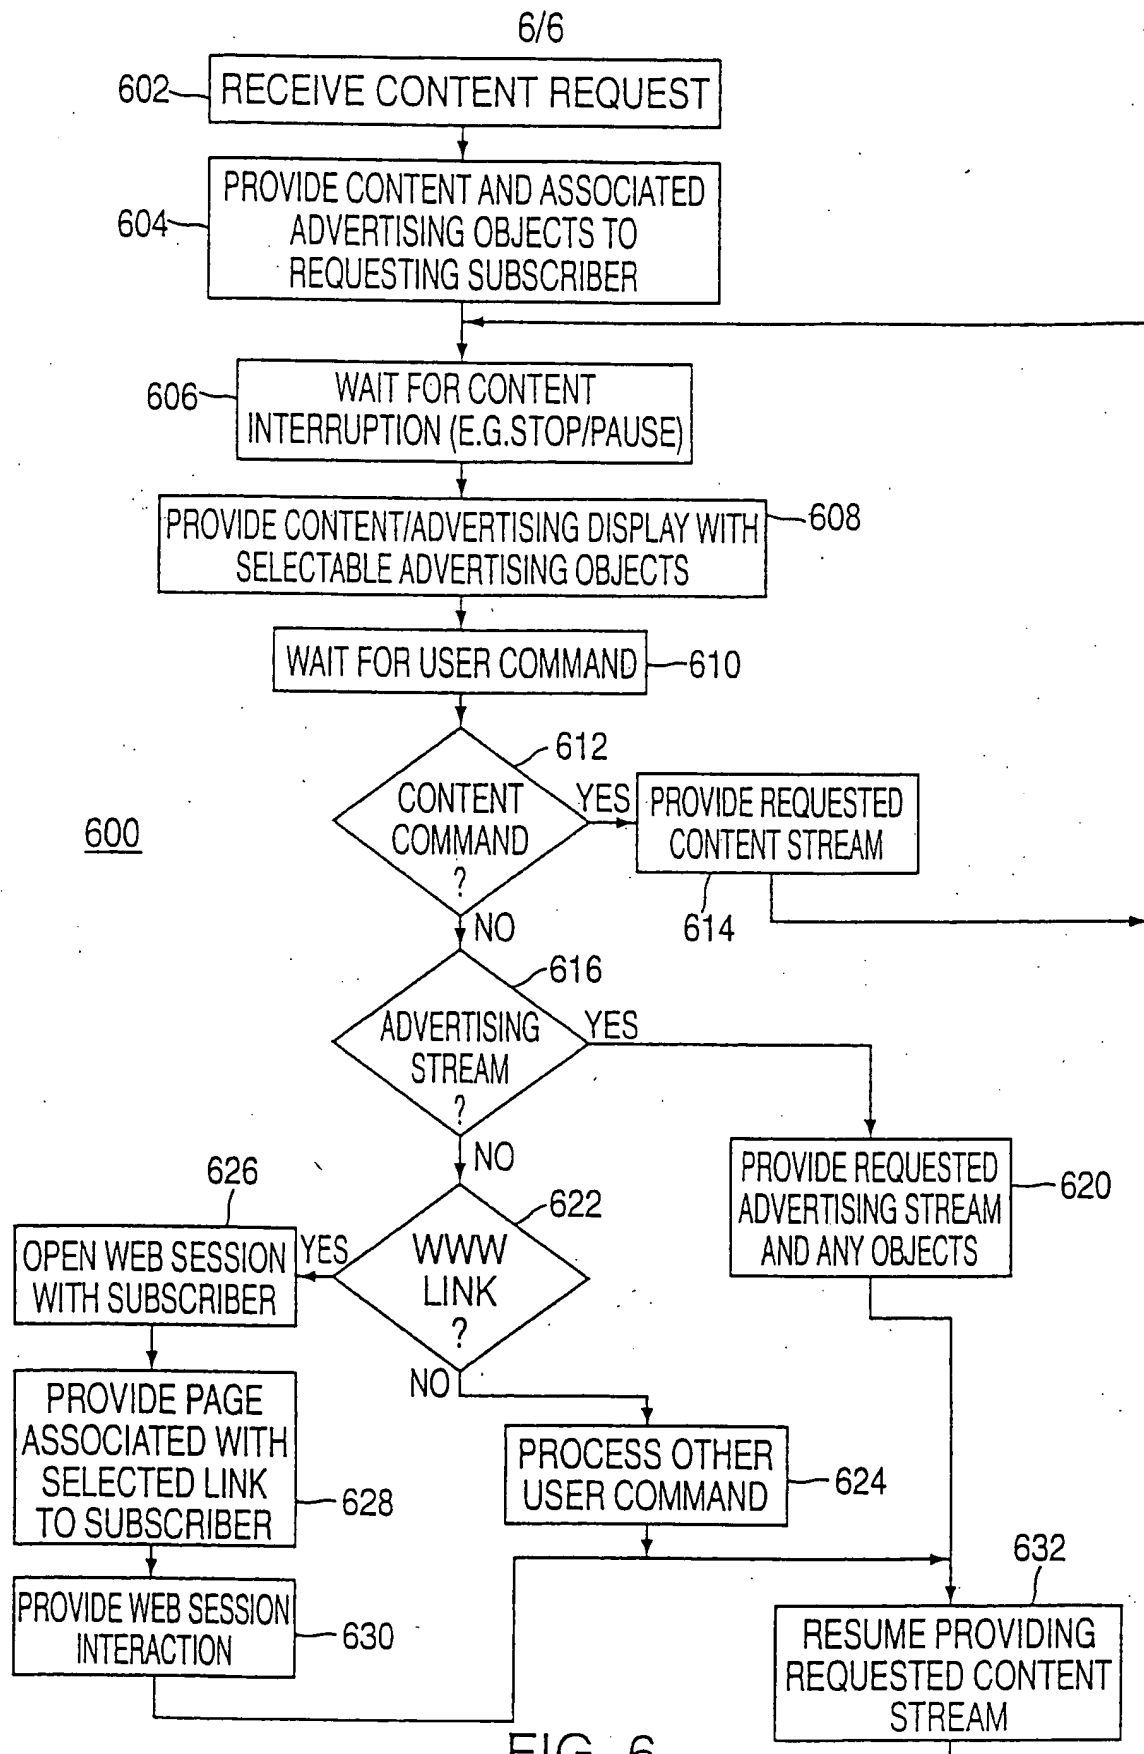 6/6
602
RECEIVE CONTENT REQUEST
604
PROVIDE CONTENT AND ASSOCIATED
ADVERTISING OBJECTS TO
REQUESTING SUBSCRIBER
606
WAIT FOR CONTENT
INTERRUPTION (E.G.STOP/PAUSE)
PROVIDE CONTENT/ADVERTISING DISPLAY WITH
SELECTABLE ADVERTISING OBJECTS
608
WAIT FOR USER COMMAND
610
612
CONTENT
COMMAND
?
YES
PROVIDE REQUESTED
CONTENT STREAM
614
600
NO
616
ADVERTISING
STREAM
?
YES
PROVIDE REQUESTED
ADVERTISING STREAM
AND ANY OBJECTS
620
NO
622
WWW
LINK
?
YES
626
OPEN WEB SESSION
WITH SUBSCRIBER
NO
PROVIDE PAGE
ASSOCIATED WITH
SELECTED LINK
TO SUBSCRIBER
628
PROCESS OTHER
USER COMMAND
624
PROVIDE WEB SESSION
INTERACTION
630
632
RESUME PROVIDING
REQUESTED CONTENT
STREAM
FIG. 6